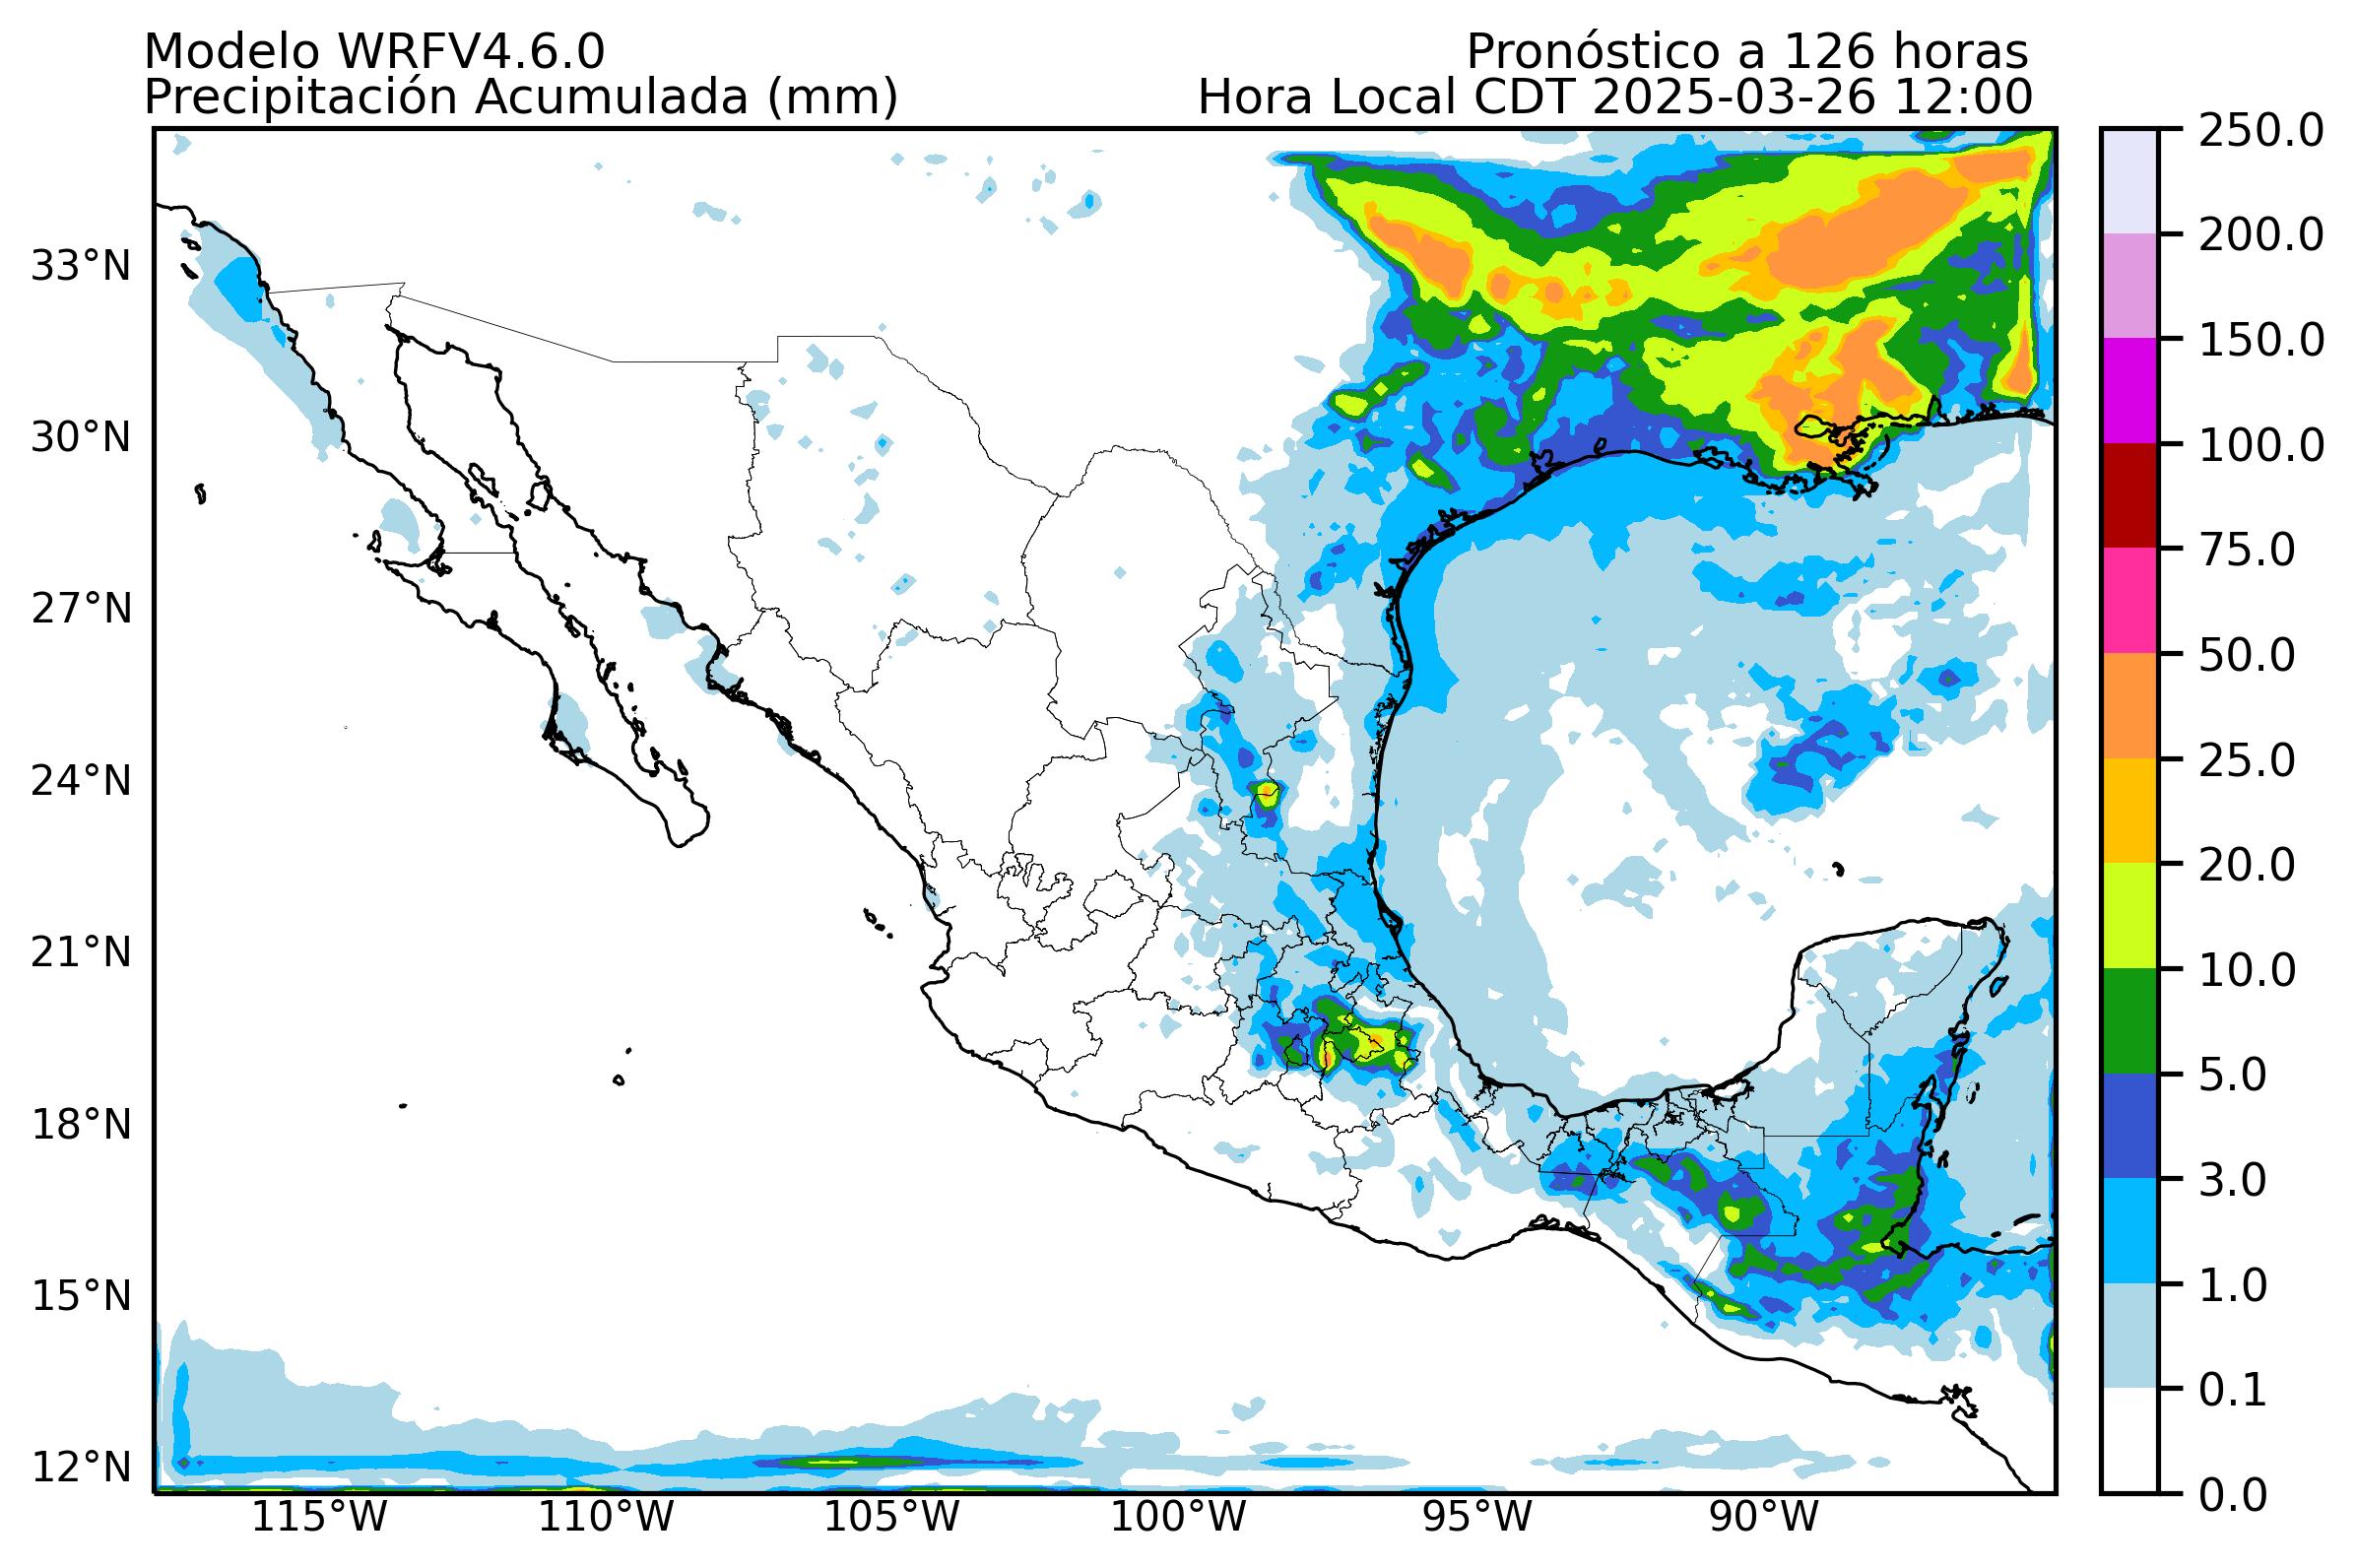 Modelo WRFV4.6.0
Pronóstico a 126 horas
Precipitación Acumulada (mm)
Hora Local CDT 2025-03-26 12:00
33°N
30°N
27°N
24°N
21°N
18°N
15°N
12°N
115°W
110°W
105°W
100°W
95°W
90°W
250.0
200.0
150.0
100.0
75.0
50.0
25.0
20.0
10.0
5.0
3.0
1.0
0.1
0.0